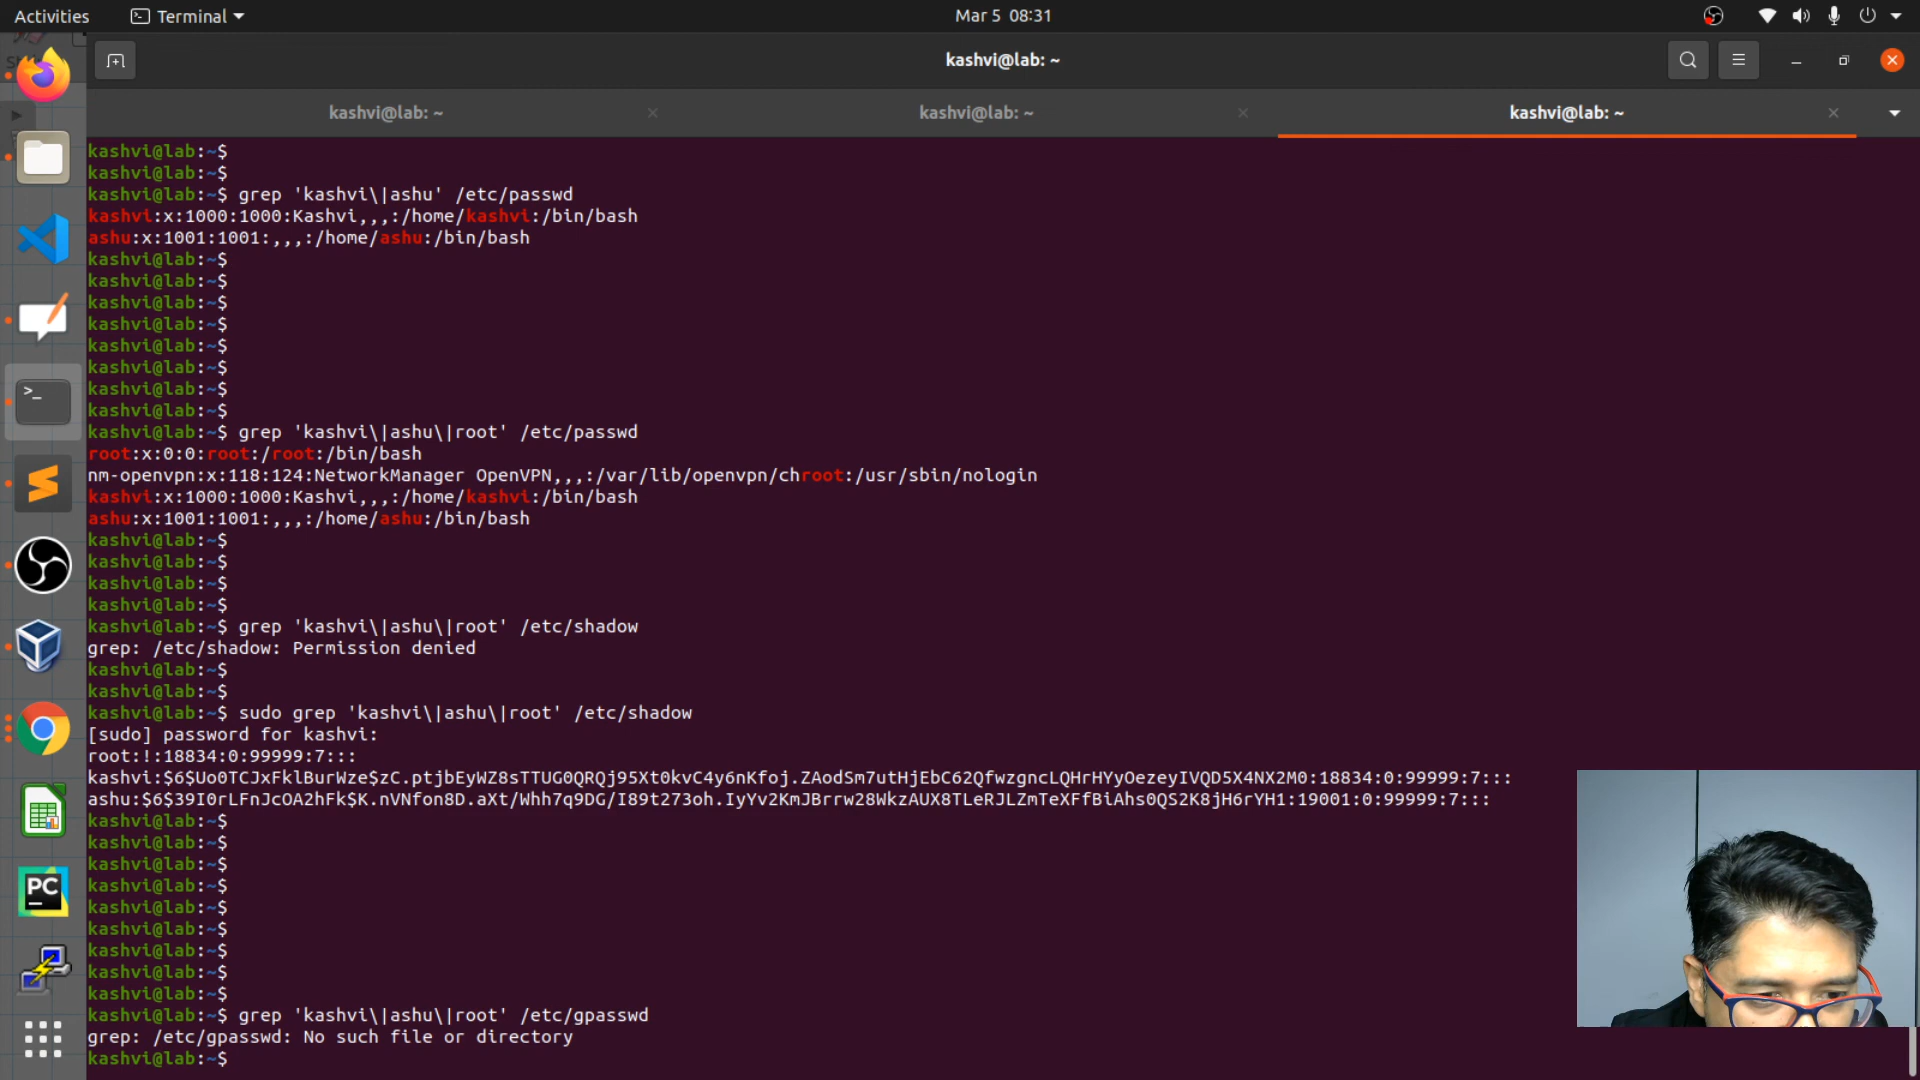 Activities
Terminal
Mar 5 08:31
kashvi@lab: ~
kashvi@lab: ~
kashvi@lab: ~
kashvi@lab: ~
kashvi@lab:~$
kashvi@lab:~$
kashvi@lab:~$ grep 'kashvi\|ashu' /etc/passwd
kashvi:x:1000:1000:Kashvi,,,:/home/kashvi:/bin/bash
ashu:x:1001:1001:,,,:/home/ashu:/bin/bash
kashvi@lab:~$
kashvi@lab:~$
kashvi@lab:~$
kashvi@lab:~$
kashvi@lab:~$
kashvi@lab:~$
kashvi@lab:~$
kashvi@lab:~$
kashvi@lab:~$ grep 'kashvi\|ashu\|root' /etc/passwd
root:x:0:0:root:/root:/bin/bash
nm-openvpn:x:118:124:NetworkManager OpenVPN,,,:/var/lib/openvpn/chroot:/usr/sbin/nologin
kashvi:x:1000:1000:Kashvi,,,:/home/kashvi:/bin/bash
ashu:x:1001:1001:,,,:/home/ashu:/bin/bash
kashvi@lab:~$
kashvi@lab:~$
kashvi@lab:~$
kashvi@lab:~$
kashvi@lab:~$ grep 'kashvi\|ashu\|root' /etc/shadow
grep: /etc/shadow: Permission denied
kashvi@lab:~$
kashvi@lab:~$
kashvi@lab:~$ sudo grep 'kashvi\|ashu\|root' /etc/shadow
[sudo] password for kashvi:
root:!:18834:0:99999:7:::
kashvi:$6$Uo0TCJxFklBurWze$zC.ptjbEyWZ8sTTUG0QRQj95Xt0kvC4y6nKfoj.ZAodSm7utHjEbC62QfwzgncLQHrHYyOezeyIVQD5X4NX2M0:18834:0:99999:7:::
ashu:$6$39I0rLFnJcOA2hFk$K.nVNfon8D.aXt/Whh7q9DG/I89t273oh.IyYv2KmJBrrw28WkzAUX8TLeRJLZmTeXFfBiAhs0QS2K8jH6rYH1:19001:0:99999:7:::
kashvi@lab:~$
kashvi@lab:~$
kashvi@lab:~$
kashvi@lab:~$
kashvi@lab:~$
kashvi@lab:~$
kashvi@lab:~$
kashvi@lab:~$
kashvi@lab:~$
kashvi@lab:~$ grep 'kashvi\|ashu\|root' /etc/gpasswd
grep: /etc/gpasswd: No such file or directory
kashvi@lab:~$
PC